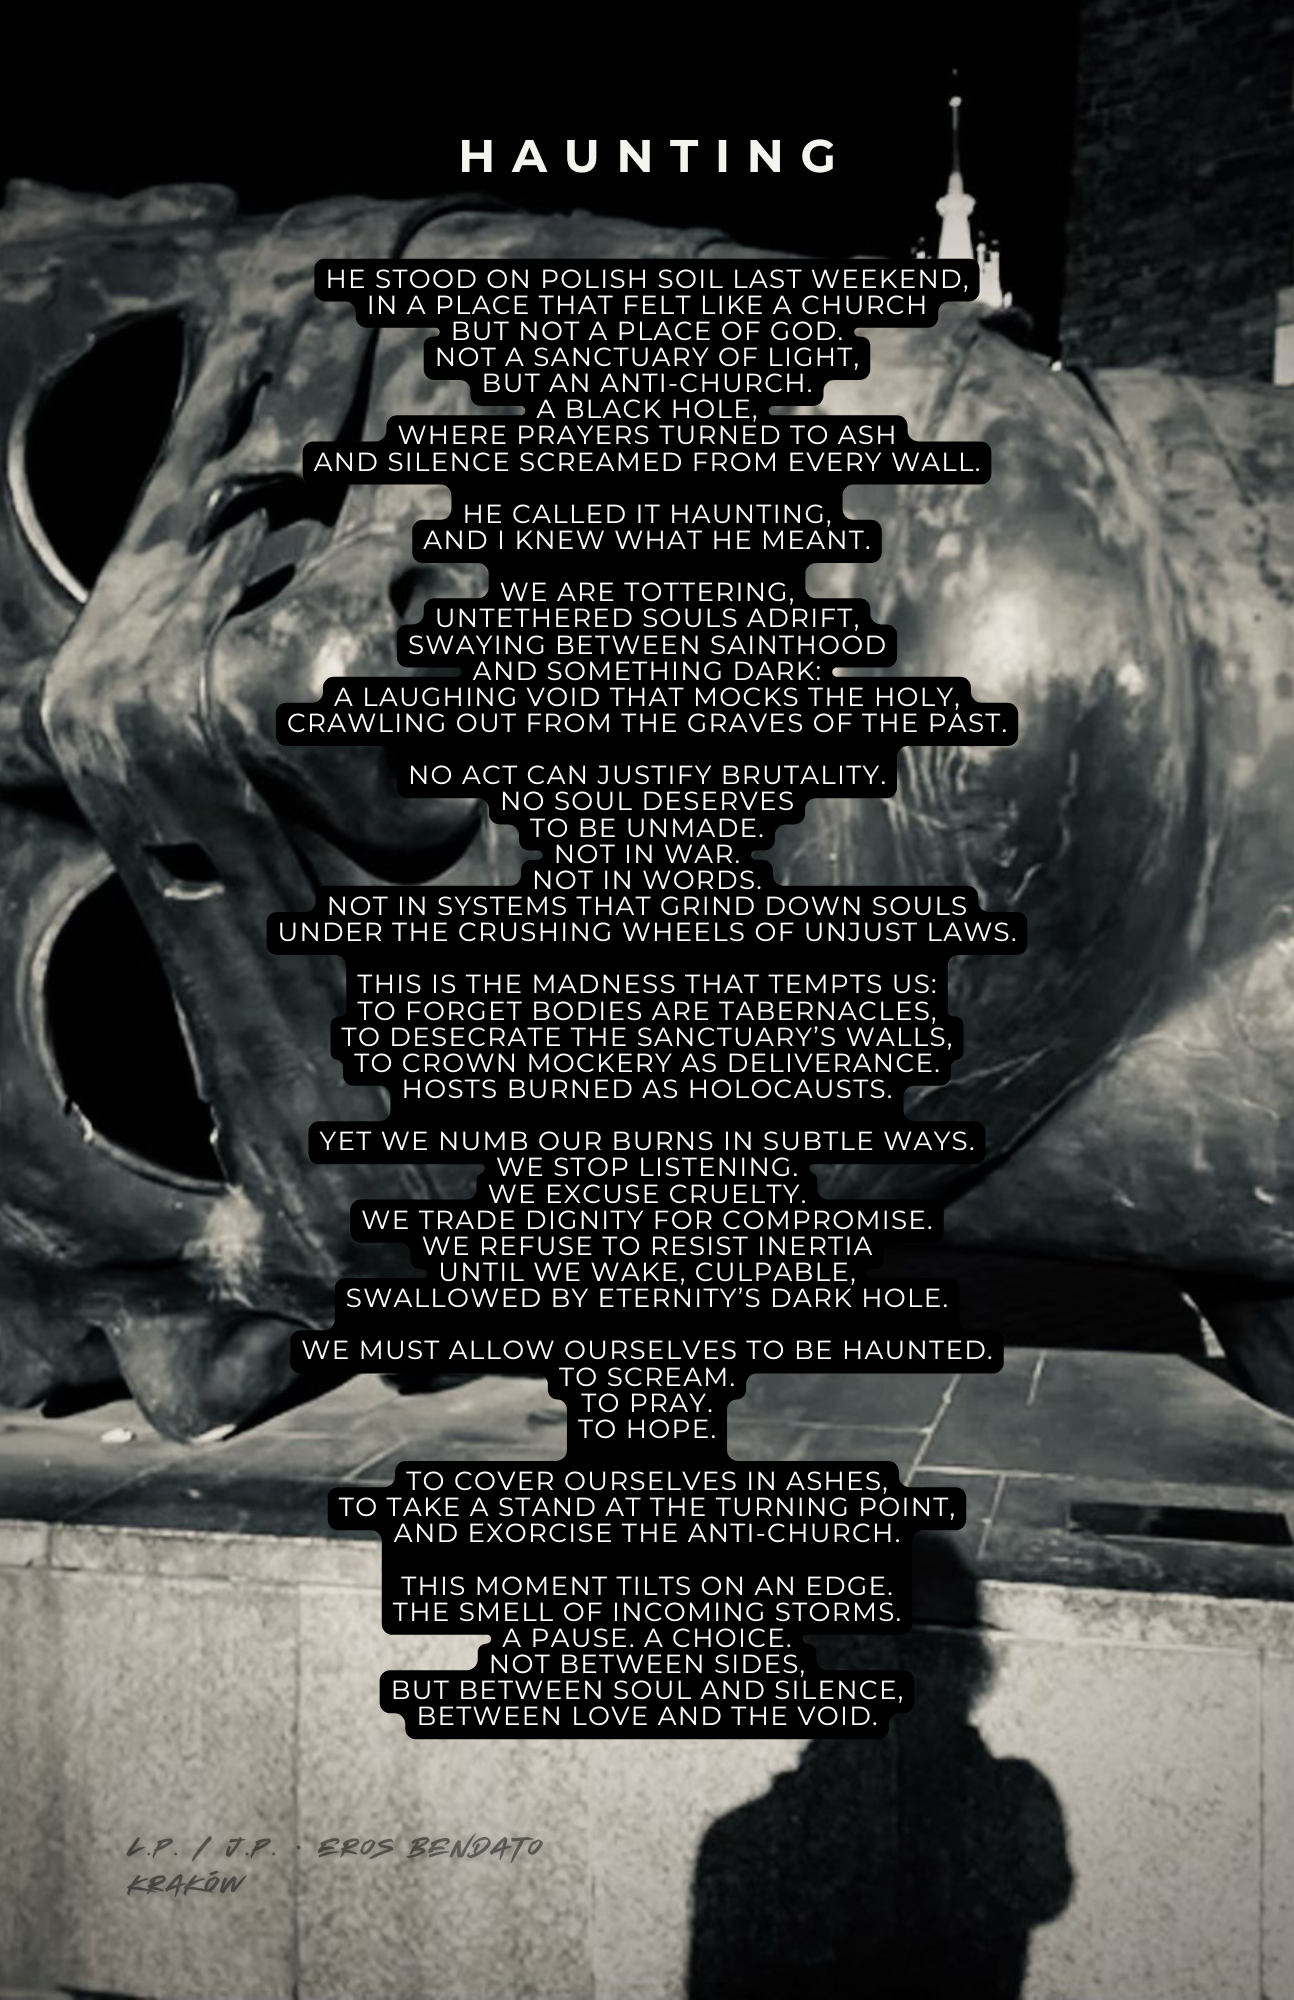 HAUNTING
HE STOOD ON POLISH SOIL LAST WEEKEND,
IN A PLACE THAT FELT LIKE A CHURCH
BUT NOT A PLACE OF GOD.
NOT A SANCTUARY OF LIGHT,
BUT AN ANTI-CHURCH.
A BLACK HOLE,
WHERE PRAYERS TURNED TO ASH
AND SILENCE SCREAMED FROM EVERY WALL.
HE CALLED IT HAUNTING,
AND I KNEW WHAT HE MEANT.
WE ARE TOTTERING,
UNTETHERED SOULS ADRIFT,
SWAYING BETWEEN SAINTHOOD
AND SOMETHING DARK:
A LAUGHING VOID THAT MOCKS THE HOLY,
CRAWLING OUT FROM THE GRAVES OF THE PAST.
NO ACT CAN JUSTIFY BRUTALITY.
NO SOUL DESERVES
TO BE UNMADE.
NOT IN WAR.
NOT IN WORDS.
NOT IN SYSTEMS THAT GRIND DOWN SOULS
UNDER THE CRUSHING WHEELS OF UNJUST LAWS.
THIS IS THE MADNESS THAT TEMPTS US:
TO FORGET BODIES ARE TABERNACLES,
TO DESECRATE THE SANCTUARY’S WALLS,
TO CROWN MOCKERY AS DELIVERANCE.
HOSTS BURNED AS HOLOCAUSTS.
YET WE NUMB OUR BURNS IN SUBTLE WAYS.
WE STOP LISTENING.
WE EXCUSE CRUELTY.
WE TRADE DIGNITY FOR COMPROMISE.
WE REFUSE TO RESIST INERTIA
UNTIL WE WAKE, CULPABLE,
SWALLOWED BY ETERNITY’S DARK HOLE.
WE MUST ALLOW OURSELVES TO BE HAUNTED.
TO SCREAM.
TO PRAY.
TO HOPE.
TO COVER OURSELVES IN ASHES,
TO TAKE A STAND AT THE TURNING POINT,
AND EXORCISE THE ANTI-CHURCH.
THIS MOMENT TILTS ON AN EDGE.
THE SMELL OF INCOMING STORMS.
A PAUSE. A CHOICE.
NOT BETWEEN SIDES,
BUT BETWEEN SOUL AND SILENCE,
BETWEEN LOVE AND THE VOID.
L.P. / J.P. · EROS BENDATO
KRAKÓW